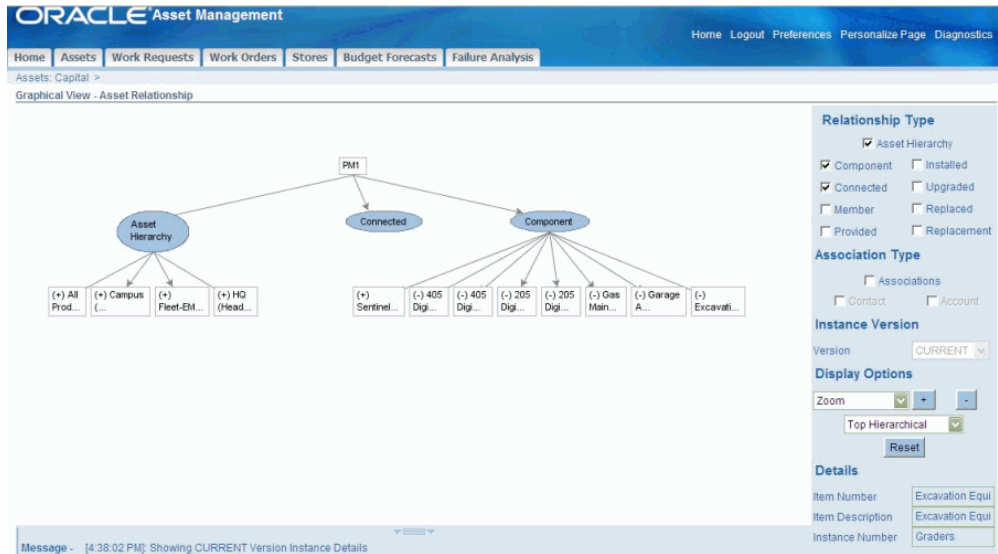 ORACLE Asset Management
Home Logout Preferences Personalize Page Diagnostics
Home Assets Work Requests Work Orders Stores Budget Forecasts Failure Analysis
Assets: Capital >
Graphical View - Asset Relationship
PM1
Asset Hierarchy
Connected
Component
(+) All Prod...
(+) Campus (...
(+) Fleet-EM...
(+) HQ (Head...
(+) Sentinel...
(-) 405 Digi...
(-) 405 Digi...
(-) 205 Digi...
(-) 205 Digi...
(-) Gas Main...
(-) Garage A...
(-) Excavati...
Relationship Type
Asset Hierarchy
Component Installed
Connected Upgraded
Member Replaced
Provided Replacement
Association Type
Associations
Contact Account
Instance Version
Version CURRENT
Display Options
Zoom + -
Top Hierarchical
Reset
Details
Item Number Excavation Equi
Item Description Excavation Equi
Instance Number Graders
Message - [4:38:02 PM]: Showing CURRENT Version Instance Details